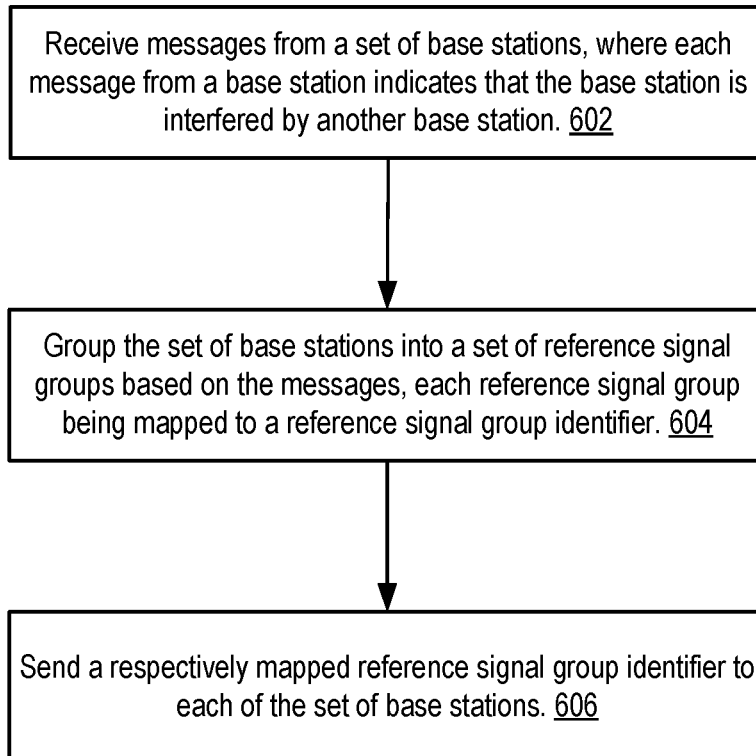 Receive messages from a set of base stations, where each
message from a base station indicates that the base station is
interfered by another base station. 602
Group the set of base stations into a set of reference signal
groups based on the messages, each reference signal group
being mapped to a reference signal group identifier. 604
Send a respectively mapped reference signal group identifier to
each of the set of base stations. 606